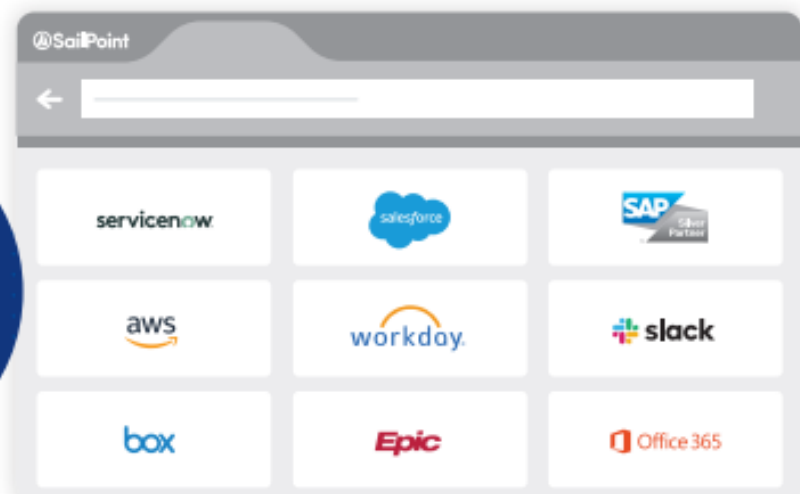 SailPoint
servicenow
salesforce
SAP
Silver
Partner
aws
workday.
slack
box
Epic
Office 365